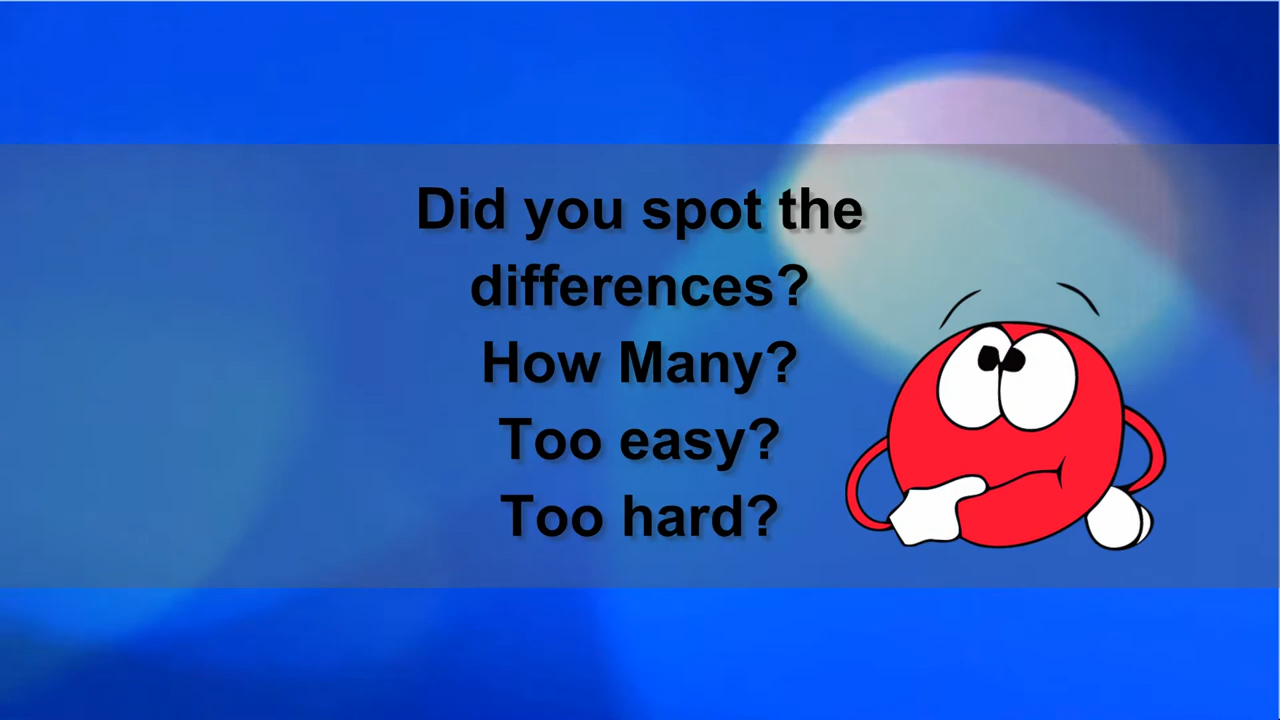 Did you spot the
differences?
How Many?
Too easy?
Too hard?